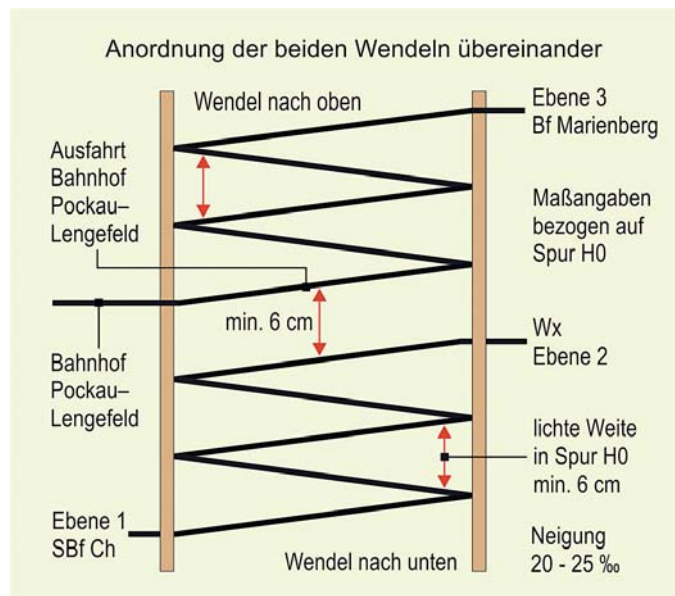 Anordnung der beiden Wendeln übereinander
Wendel nach oben
Ebene 3
Bf Marienberg
Ausfahrt
Bahnhof
Pockau–
Lengefeld
Maßangaben
bezogen auf
Spur H0
min. 6 cm
Wx
Ebene 2
Bahnhof
Pockau–
Lengefeld
lichte Weite
in Spur H0
min. 6 cm
Ebene 1
SBf Ch
Wendel nach unten
Neigung
20 - 25 ‰